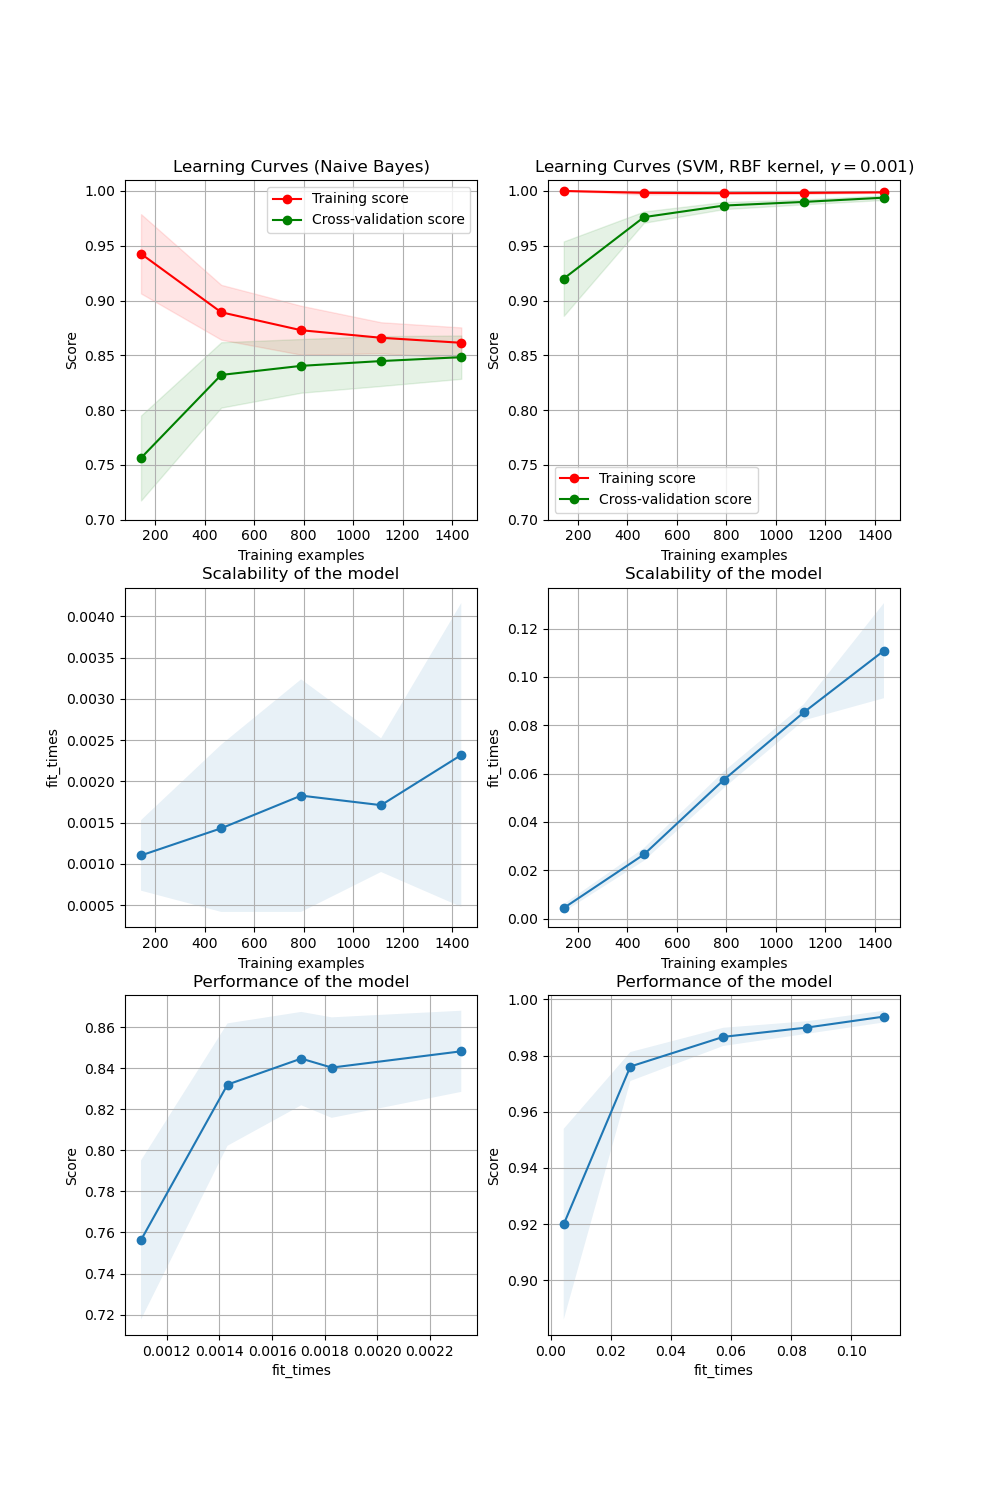 Learning Curves (Naive Bayes)
1.00
0.95
0.90
0.85
0.80
0.75
0.70
Score
Training score
Cross-validation score
200 400 600 800 1000 1200 1400
Training examples
Learning Curves (SVM, RBF kernel, γ = 0.001)
1.00
0.95
0.90
0.85
0.80
0.75
0.70
Score
Training score
Cross-validation score
200 400 600 800 1000 1200 1400
Training examples
Scalability of the model
0.0040
0.0035
0.0030
0.0025
0.0020
0.0015
0.0010
0.0005
fit_times
200 400 600 800 1000 1200 1400
Training examples
Scalability of the model
0.12
0.10
0.08
0.06
0.04
0.02
0.00
fit_times
200 400 600 800 1000 1200 1400
Training examples
Performance of the model
0.86
0.84
0.82
0.80
0.78
0.76
0.74
0.72
Score
0.0012 0.0014 0.0016 0.0018 0.0020 0.0022
fit_times
Performance of the model
1.00
0.98
0.96
0.94
0.92
0.90
Score
0.00 0.02 0.04 0.06 0.08 0.10
fit_times